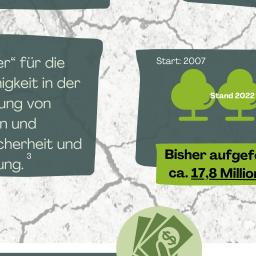 er“ für die
igkeit in der
ung von
n und
cherheit und
ung. 3
Start: 2007
Stand 2022
Bisher aufgef
ca. 17,8 Million